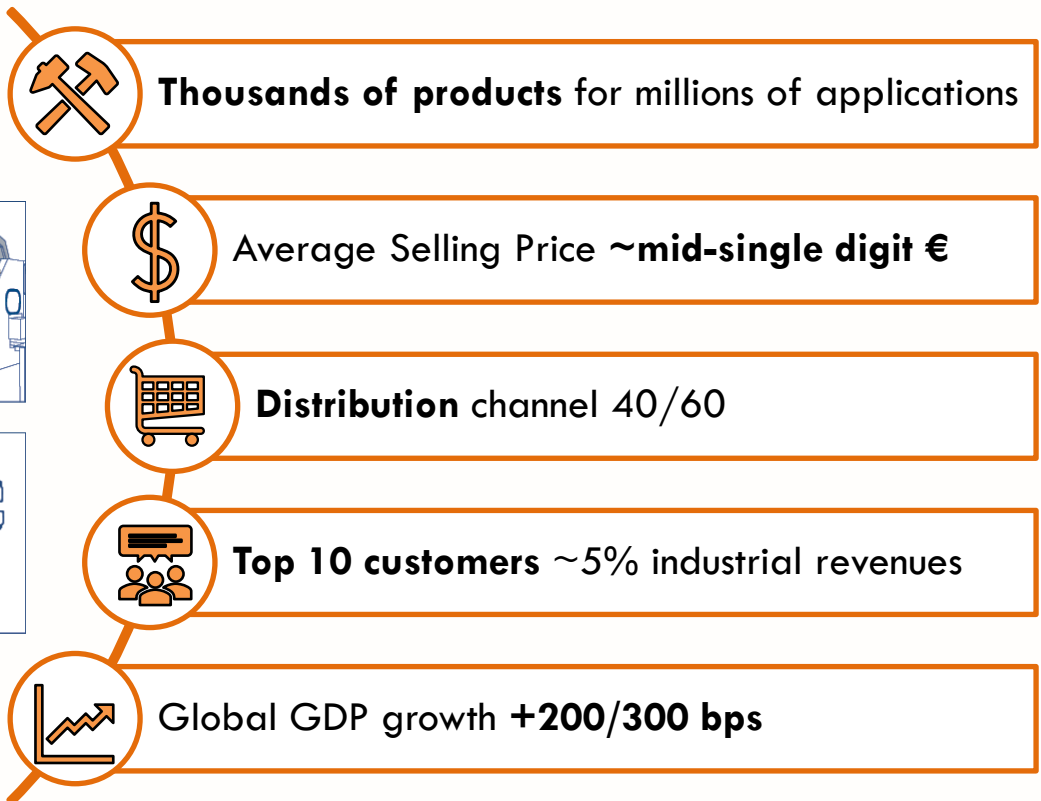 Thousands of products for millions of applications
Average Selling Price ~mid-single digit €
Distribution channel 40/60
Top 10 customers ~5% industrial revenues
Global GDP growth +200/300 bps